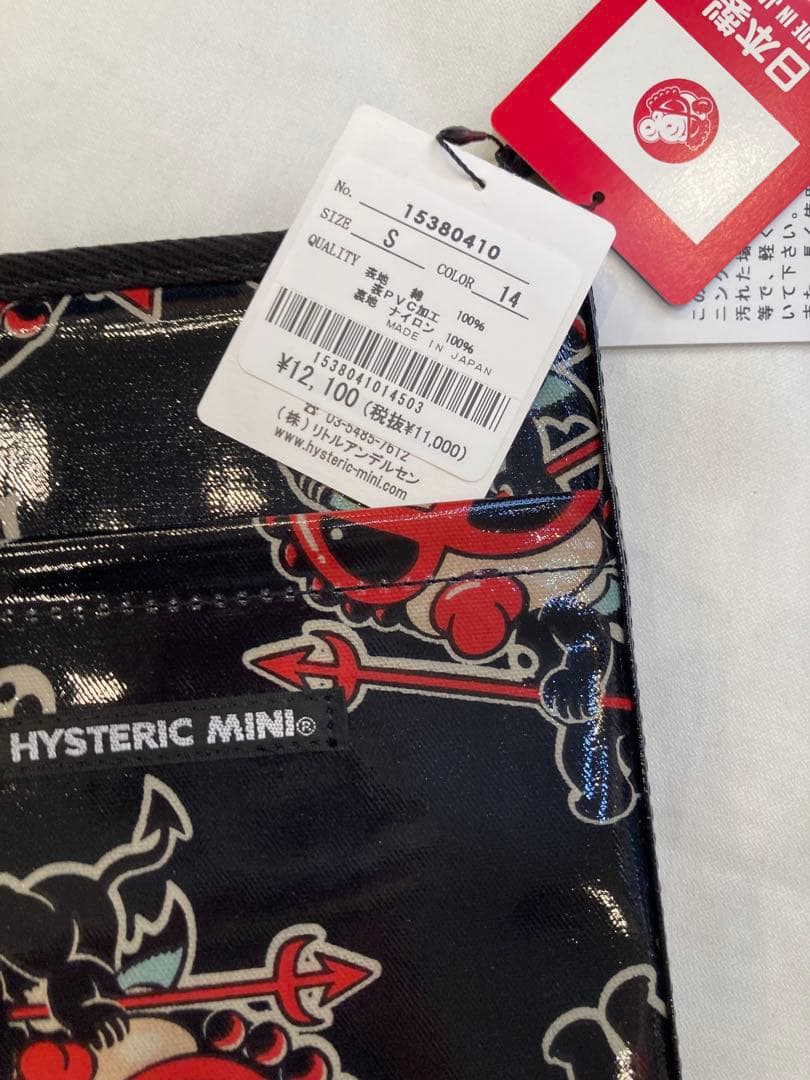 日本製
No. 15380410
SIZE S COLOR 14
QUALITY
表地 綿 100%
表PVC加工
裏地 ナイロン 100%
MADE IN JAPAN
1538041014503
¥12,100 (税抜¥11,000)
☎ 03-5485-7612
(株)リトルアンデルセン
www.hysteric-mini.com
HYSTERIC MINI®